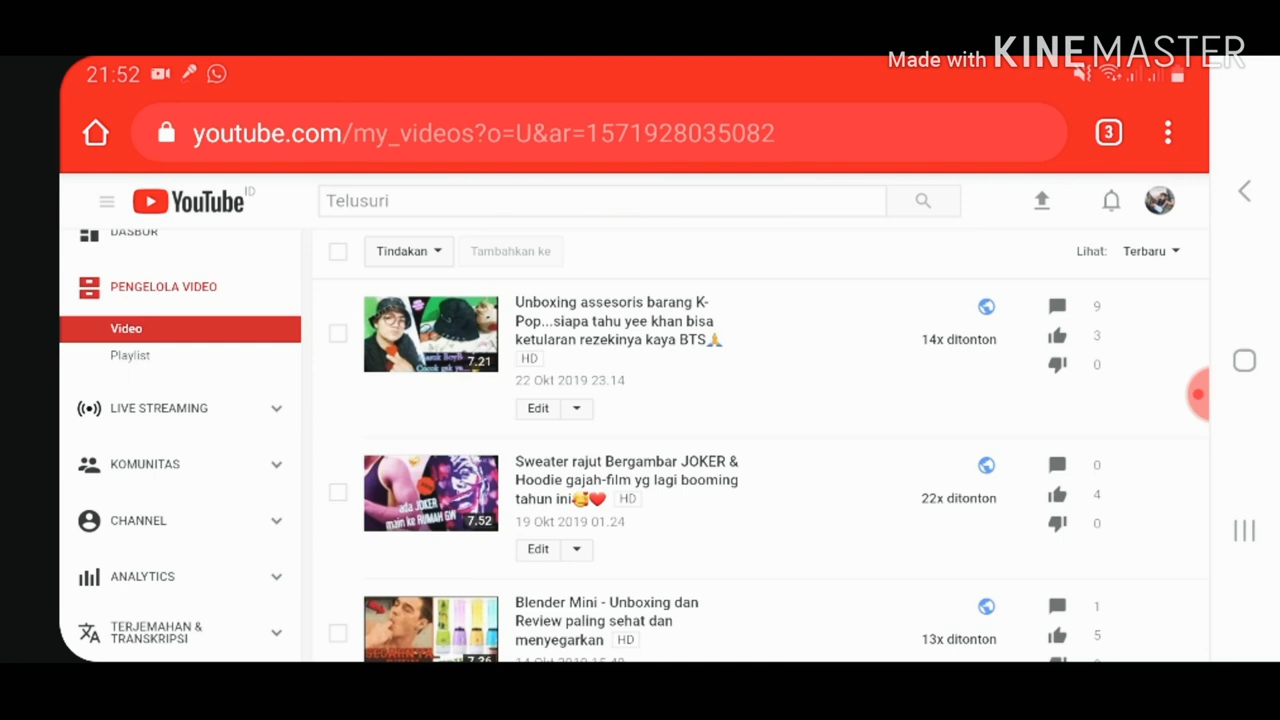 Made with KINEMASTER
21:52
youtube.com/my_videos?o=U&ar=1571928035082
3
YouTube ID
Telusuri
DASBUR
PENGELOLA VIDEO
Video
Playlist
LIVE STREAMING
KOMUNITAS
CHANNEL
ANALYTICS
TERJEMAHAN &
TRANSKRIPSI
Tindakan
Tambahkan ke
Lihat: Terbaru
7.21
Unboxing assesoris barang K-
Pop...siapa tahu yee khan bisa
ketularan rezekinya kaya BTS🙏
HD
22 Okt 2019 23.14
Edit
14x ditonton
9
3
0
ada JOKER
main ke RUMAH GW
7.52
Sweater rajut Bergambar JOKER &
Hoodie gajah-film yg lagi booming
tahun ini🥰❤️ HD
19 Okt 2019 01.24
Edit
22x ditonton
0
4
0
Blender Mini - Unboxing dan
Review paling sehat dan
menyegarkan HD
13x ditonton
1
5